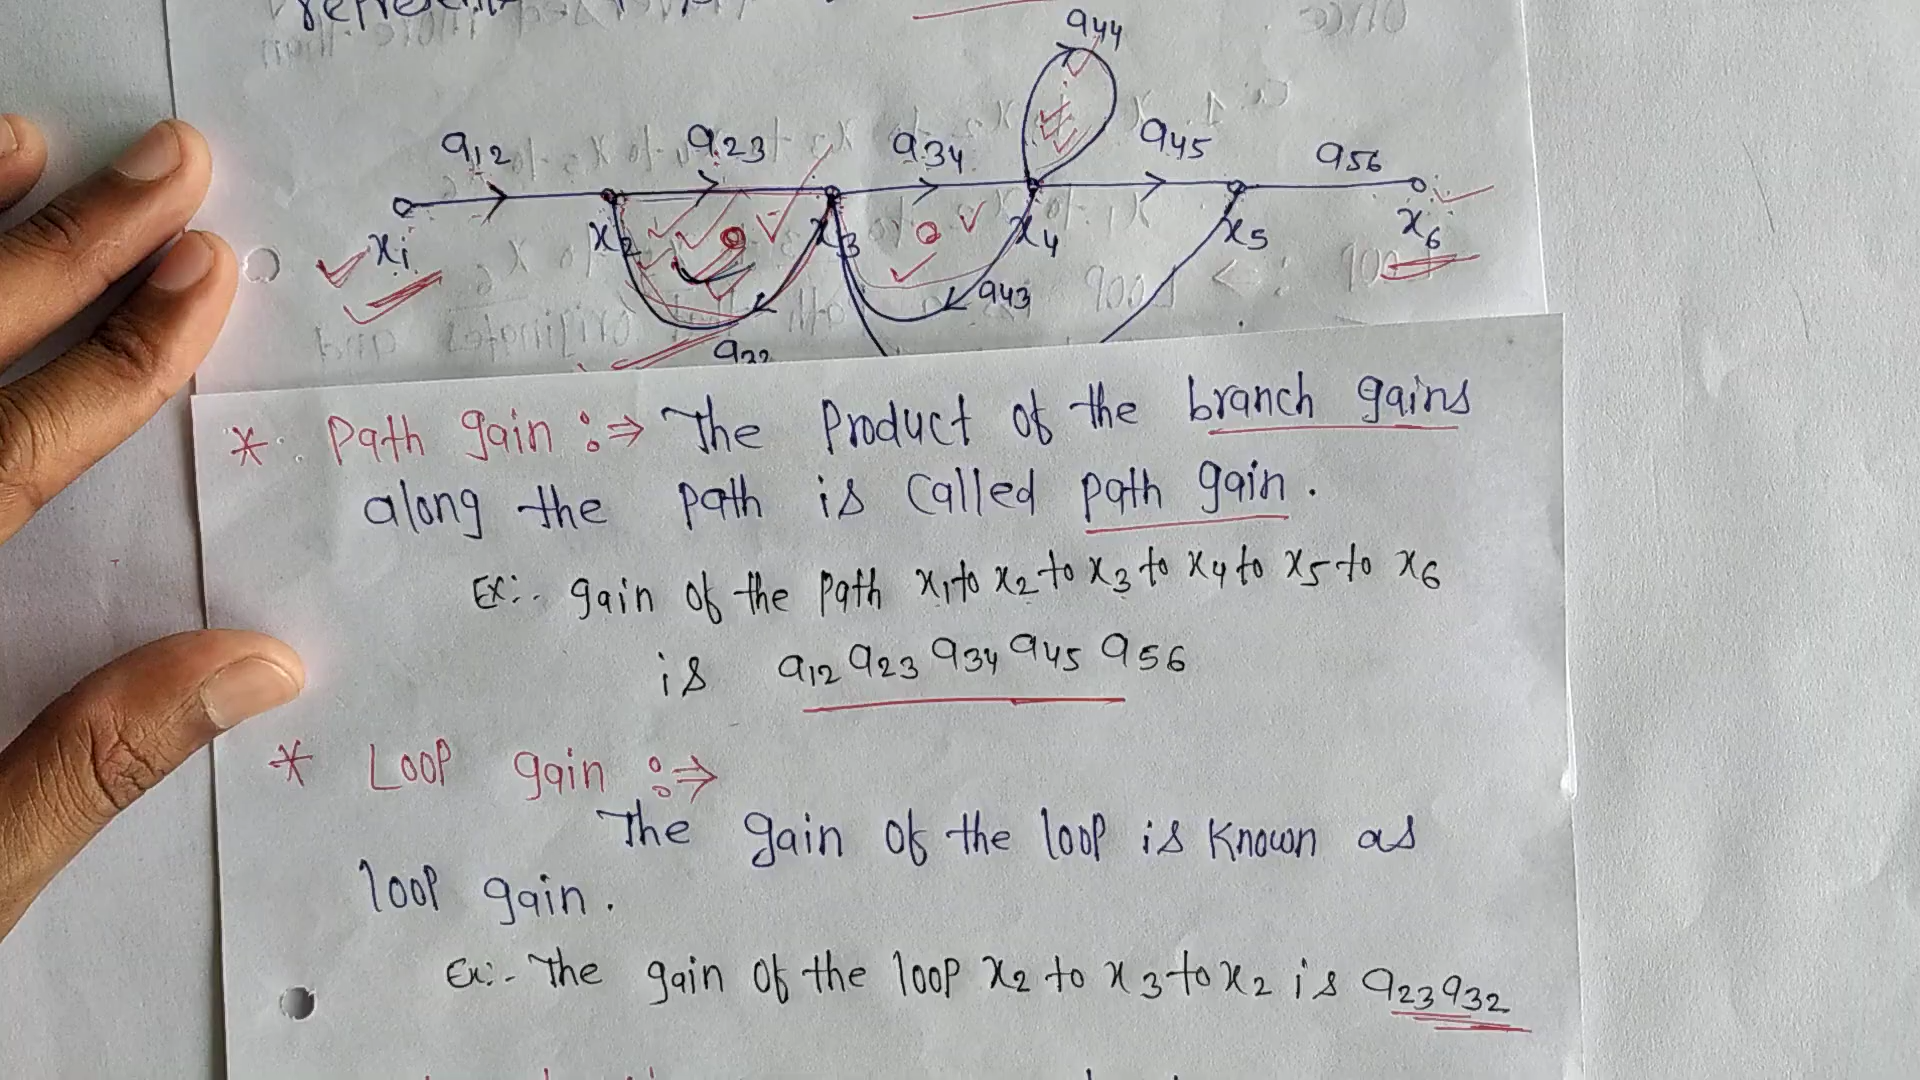 a44
a12 a23 a34 a45 a56
x1 x2 x3 x4 x5 x6
a43
* Path gain :⇒ The Product of the branch gains
along the path is called path gain.
Ex:- gain of the path x1 to x2 to x3 to x4 to x5 to x6
is a12 a23 a34 a45 a56
* Loop gain :⇒
The gain of the loop is known as
loop gain.
Ex:- The gain of the loop x2 to x3 to x2 is a23 a32